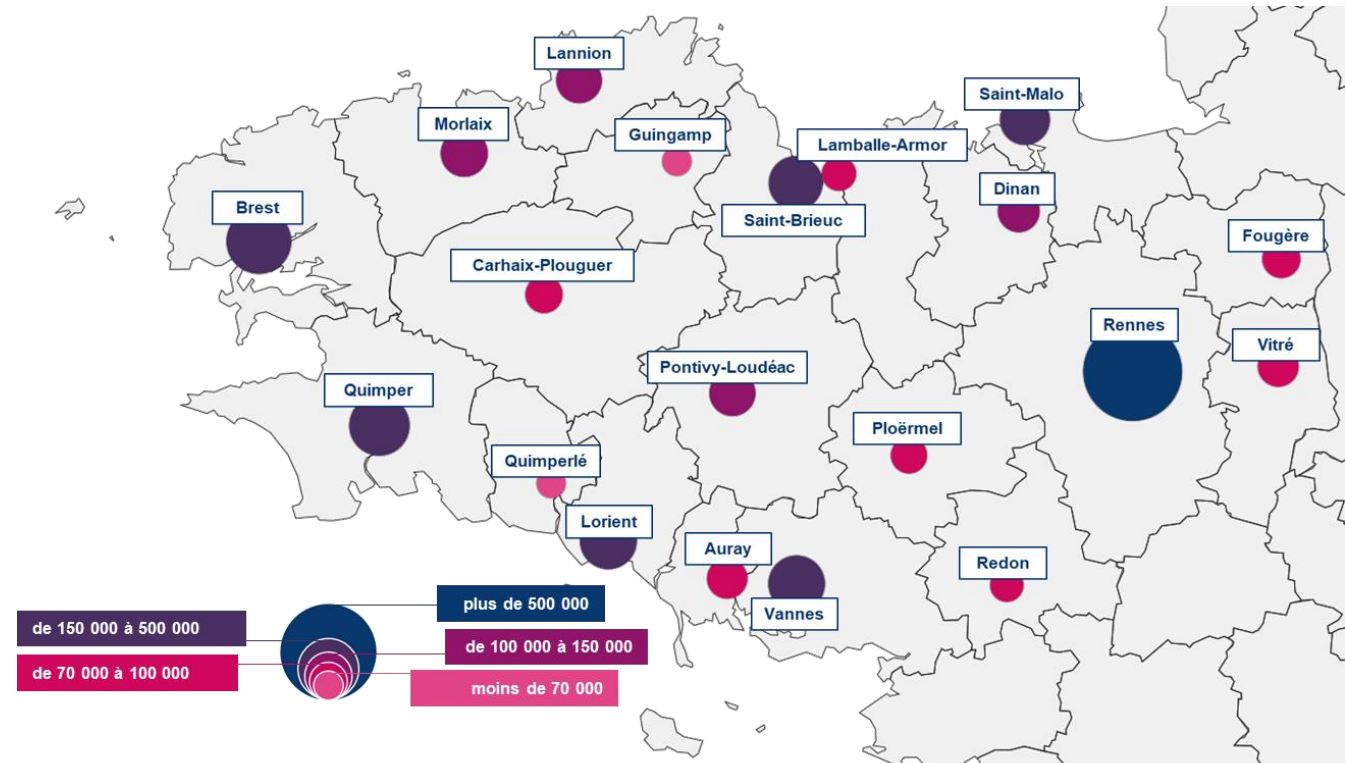 Lannion
Saint-Malo
Morlaix
Guingamp
Lamballe-Armor
Dinan
Brest
Saint-Brieuc
Fougère
Carhaix-Plouguer
Rennes
Vitré
Pontivy-Loudéac
Quimper
Ploërmel
Quimperlé
Lorient
Auray
Redon
Vannes
plus de 500 000
de 150 000 à 500 000
de 100 000 à 150 000
de 70 000 à 100 000
moins de 70 000